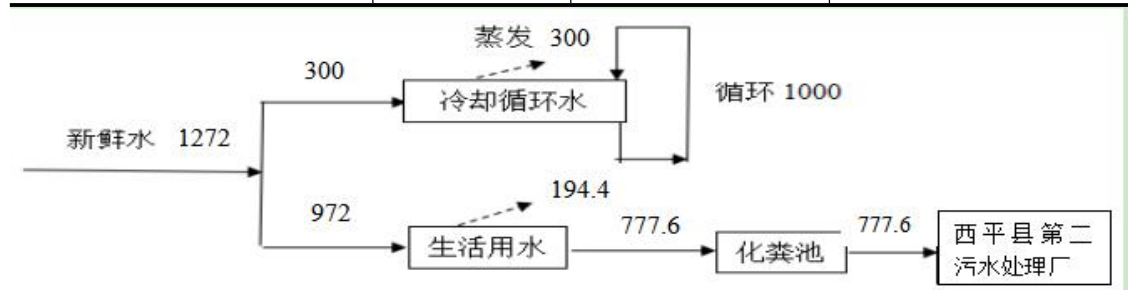 蒸发 300
300
冷却循环水
循环 1000
新鲜水 1272
194.4
972
777.6
777.6
生活用水
化粪池
西平县第二
污水处理厂